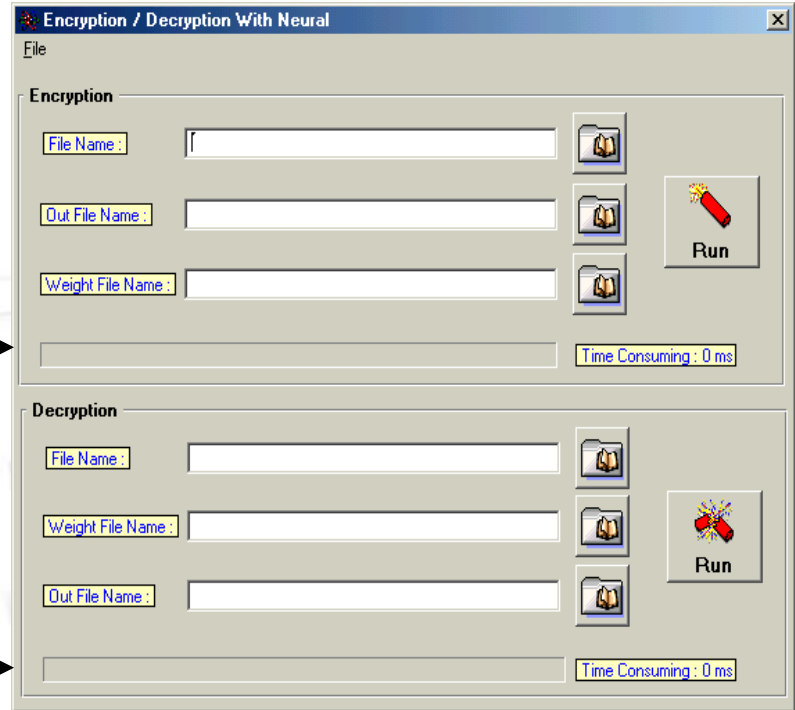 Encryption / Decryption With Neural
File
Encryption
File Name :
Out File Name :
Run
Weight File Name :
Time Consuming : 0 ms
Decryption
File Name :
Weight File Name :
Run
Out File Name :
Time Consuming : 0 ms